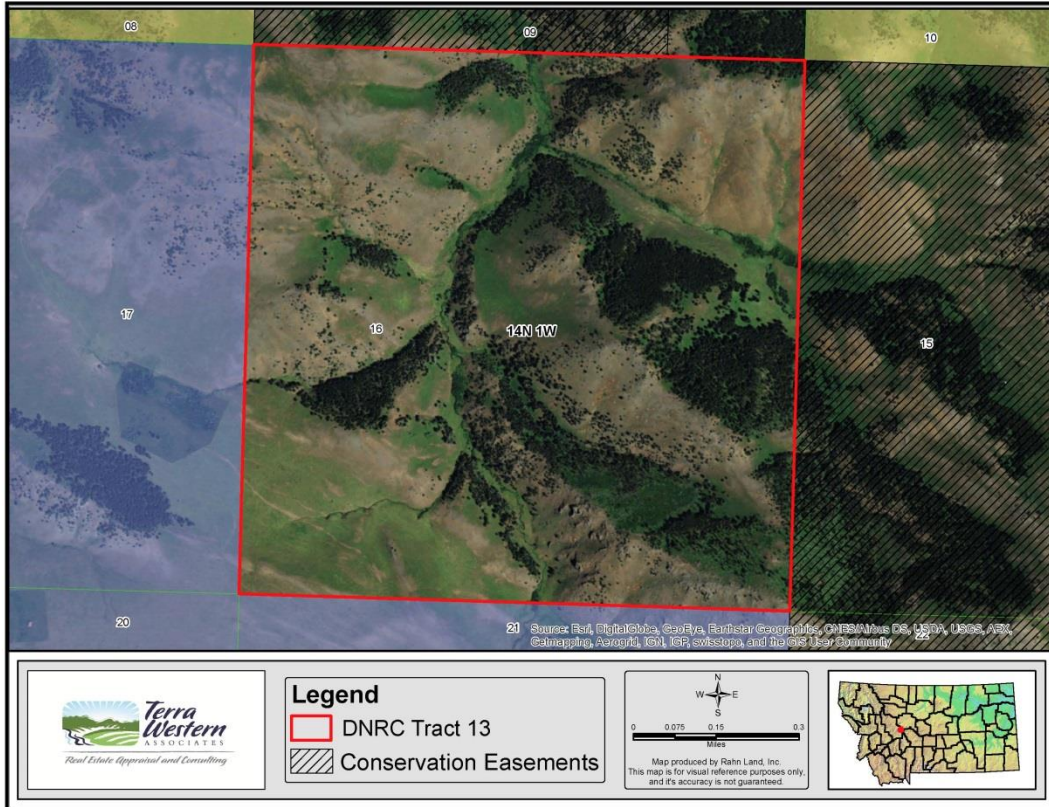 08
09
10
17
16
14N 1W
15
20
21
22
Source: Esri, DigitalGlobe, GeoEye, Earthstar Geographics, CNES/Airbus DS, USDA, USGS, AEX,
Getmapping, Aerogrid, IGN, IGP, swisstopo, and the GIS User Community
Terra
Western
ASSOCIATES
Real Estate Appraisal and Consulting
Legend
DNRC Tract 13
Conservation Easements
N
W E
S
0 0.075 0.15 0.3
Miles
Map produced by Rahn Land, Inc.
This map is for visual reference purposes only,
and it's accuracy is not guaranteed.